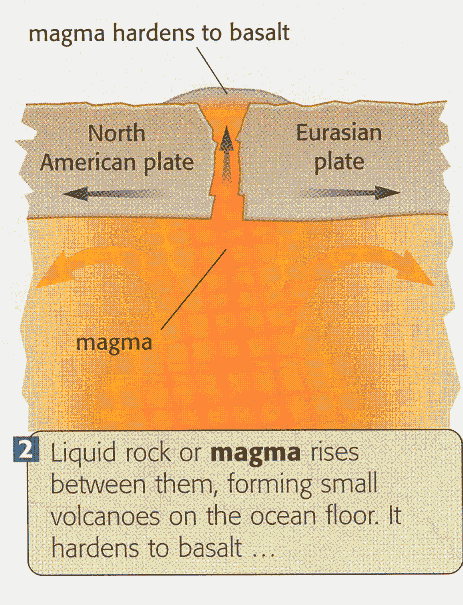 magma hardens to basalt
North
American plate
Eurasian
plate
magma
2
Liquid rock or magma rises
between them, forming small
volcanoes on the ocean floor. It
hardens to basalt ...